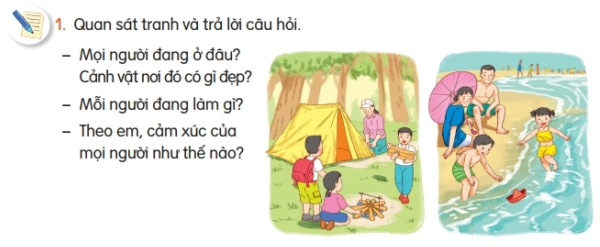 1. Quan sát tranh và trả lời câu hỏi.
– Mọi người đang ở đâu?
Cảnh vật nơi đó có gì đẹp?
– Mỗi người đang làm gì?
– Theo em, cảm xúc của
mọi người như thế nào?